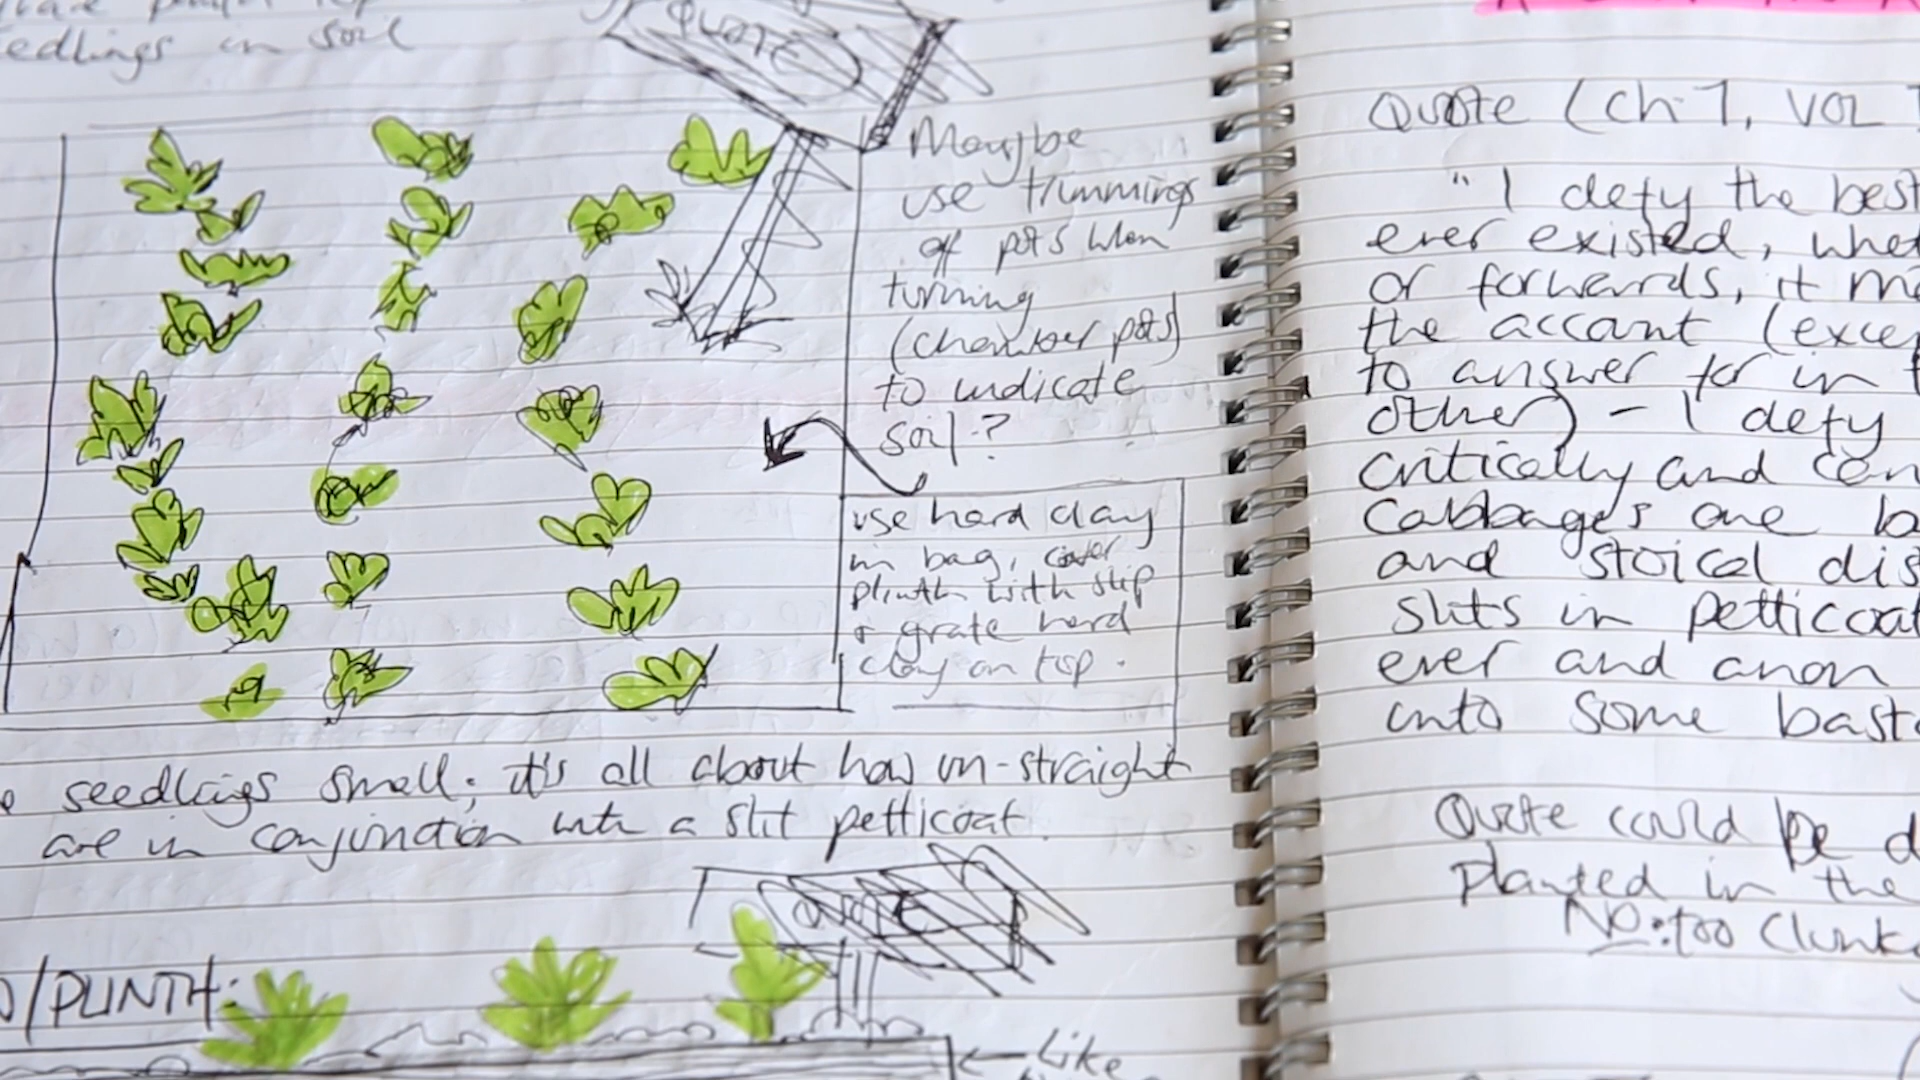 edlings in soil
QUOTE
Maybe
use trimmings
off pots when
turning
(chamber pots)
to indicate
soil?
use hard clay
in bag, cover
plinth with slip
& grate hard
clay on top.
seedlings small; it's all about how un-straight
are in conjunction with a slit petticoat.
/PLINTH:
← Like
Quote (Ch 1, VOL
"I defy the best
ever existed, whe
or forwards, it m
the account (exce
to answer for in
other) - I defy
critically and can
Cabbages one
and stoical dis
slits in petticoat
ever and anon
into some bast
Quote could be d
planted in the
NO: too clunk